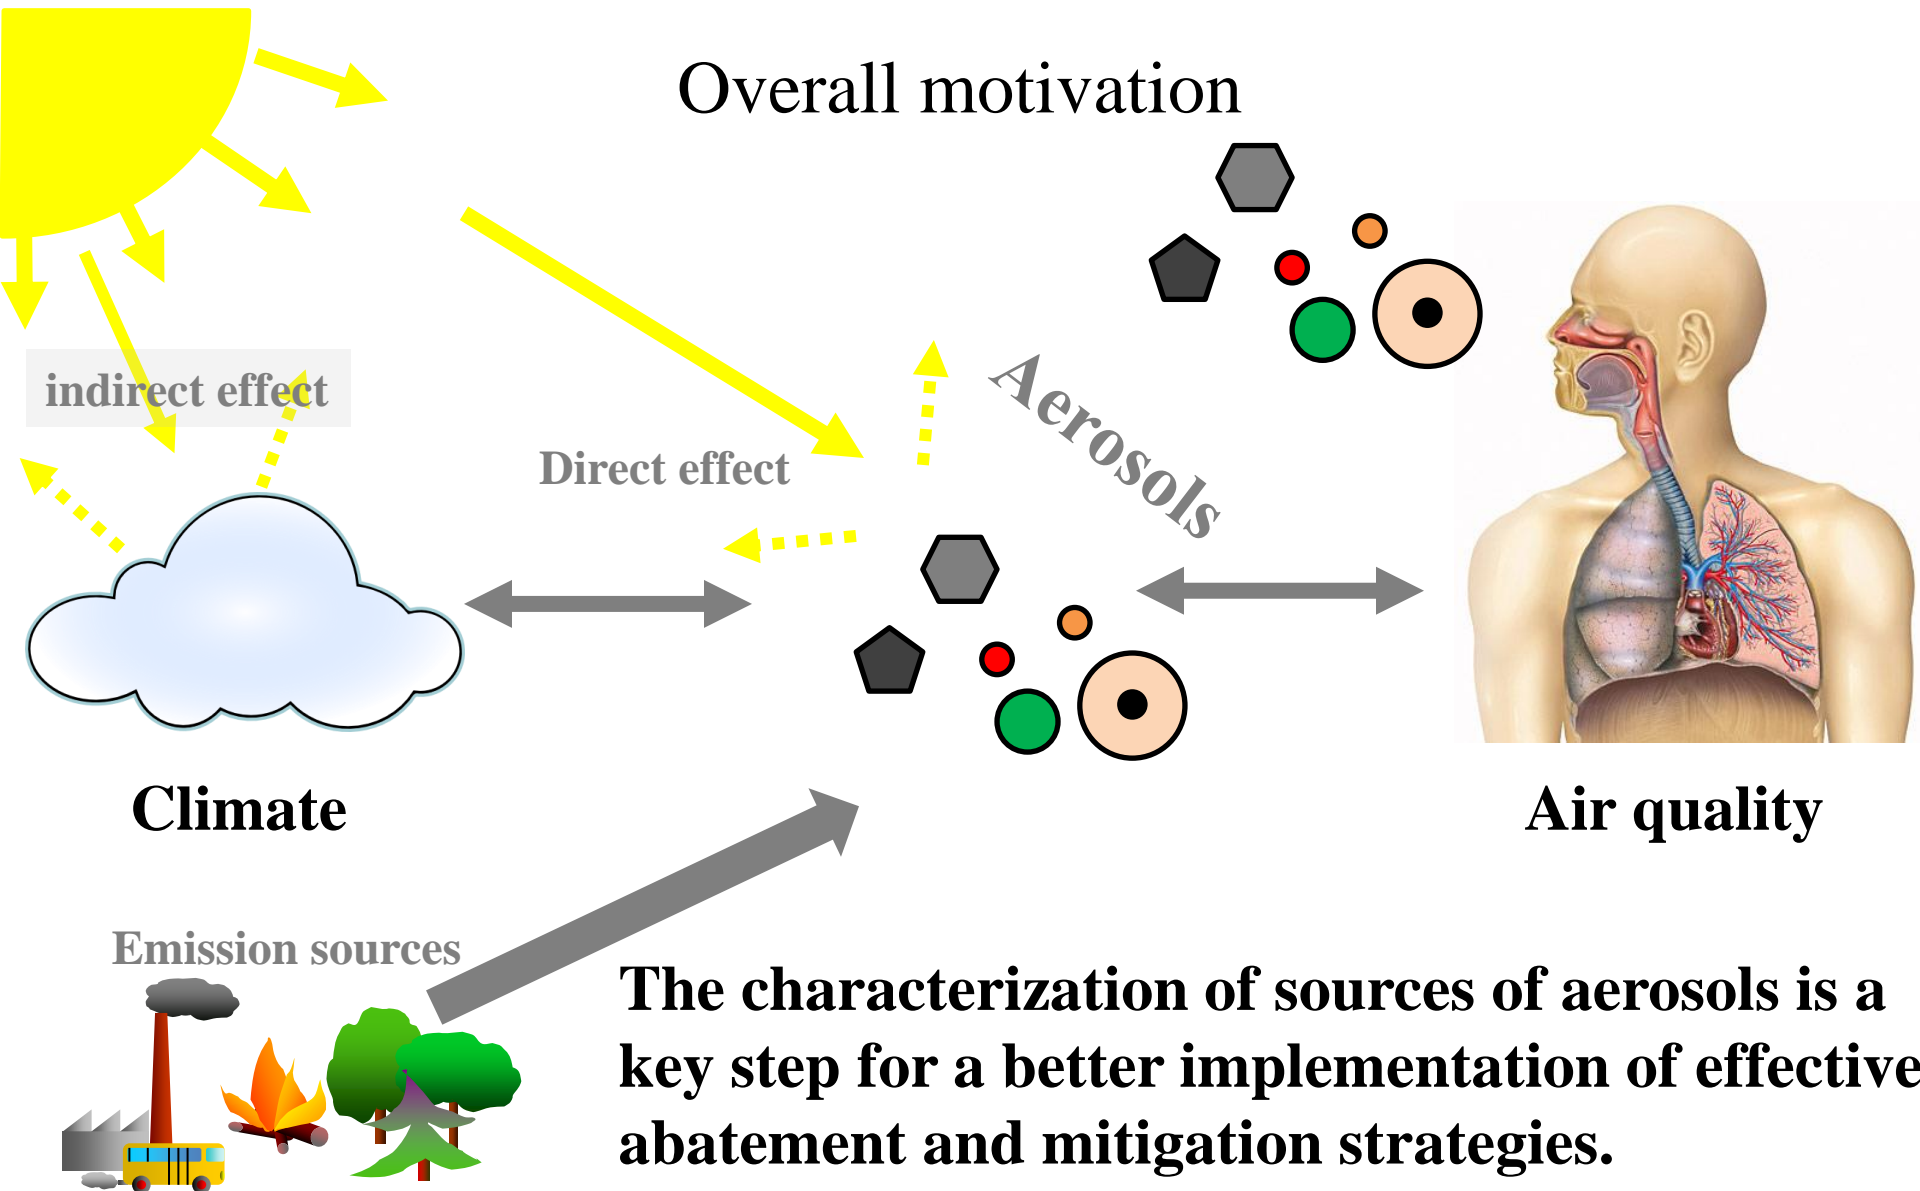 Overall motivation
indirect effect
Direct effect
Aerosols
Climate
Air quality
Emission sources
The characterization of sources of aerosols is a
key step for a better implementation of effective
abatement and mitigation strategies.